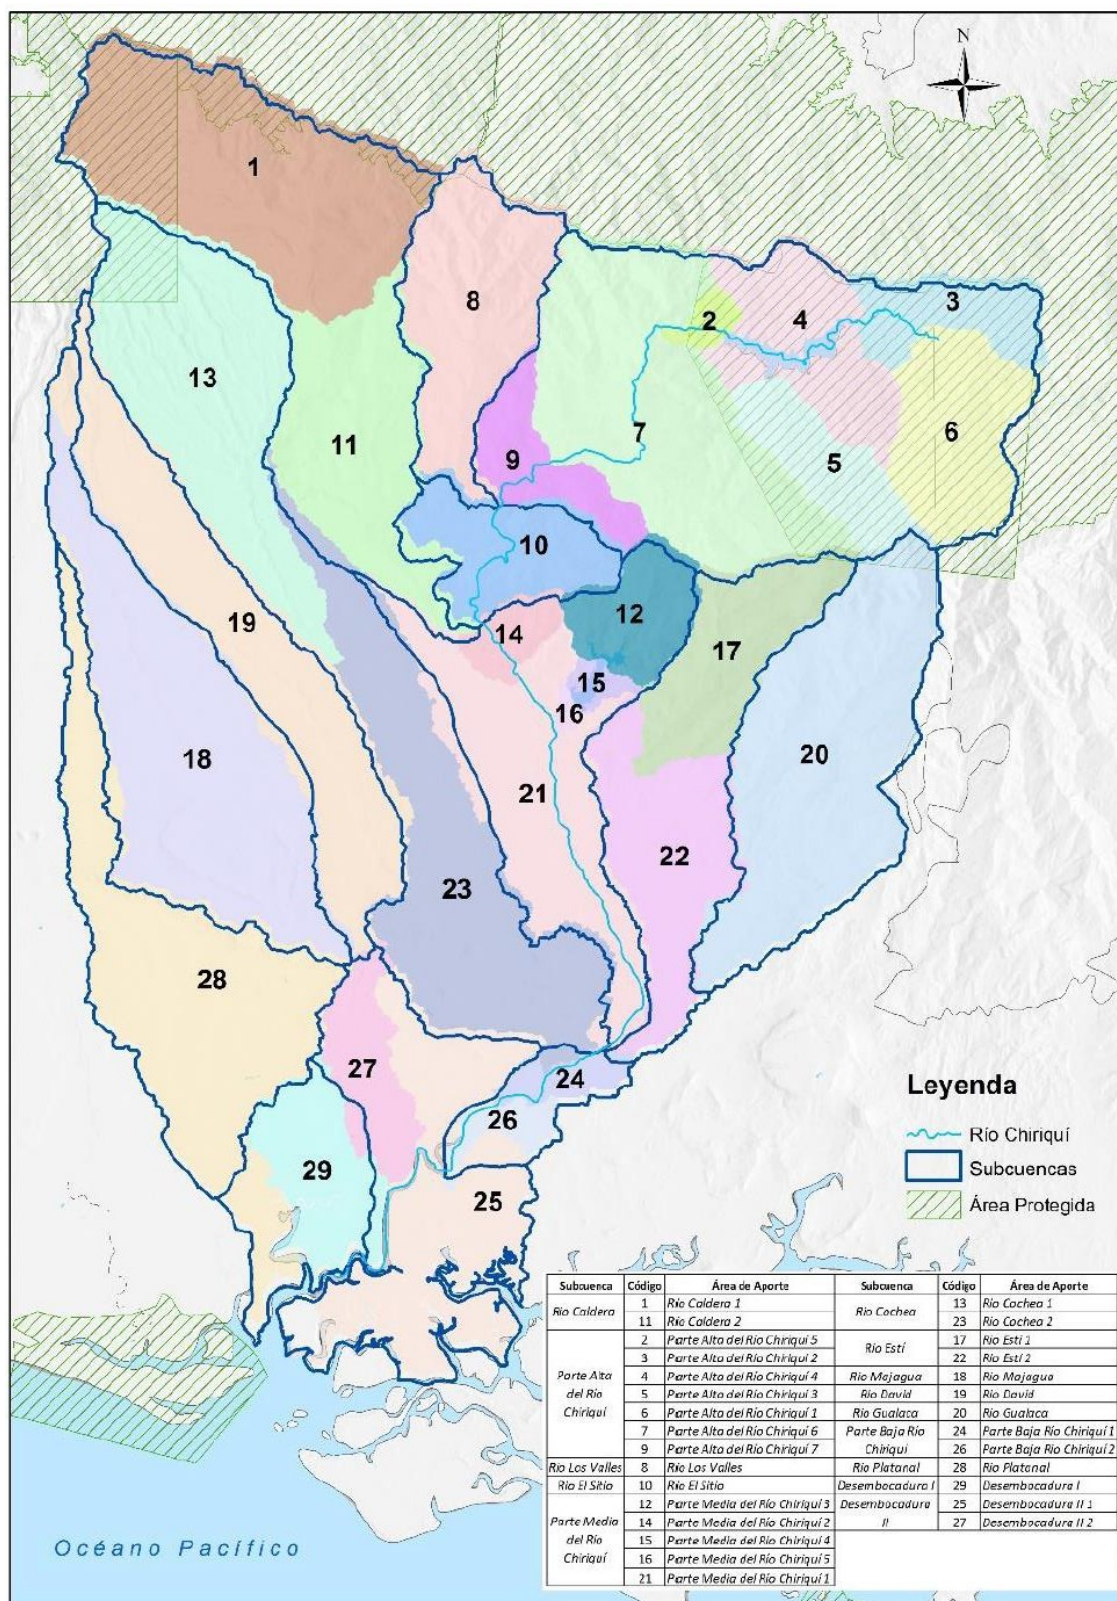 N
1
8
2
4
3
13
11
7
6
9
5
10
12
19
14
17
15
16
18
20
21
22
23
28
27
24
26
29
25
Leyenda
Río Chiriquí
Subcuencas
Área Protegida
Subcuenca Código Área de Aporte Subcuenca Código Área de Aporte
Río Caldera 1 Río Caldera 1 Río Cochea 13 Río Cochea 1
11 Río Caldera 2 23 Río Cochea 2
Parte Alta del Río Chiriquí 2 Parte Alta del Río Chiriquí 5 Río Estí 17 Río Estí 1
3 Parte Alta del Río Chiriquí 2 22 Río Estí 2
4 Parte Alta del Río Chiriquí 4 Río Majagua 18 Río Majagua
5 Parte Alta del Río Chiriquí 3 Río David 19 Río David
6 Parte Alta del Río Chiriquí 1 Río Gualaca 20 Río Gualaca
7 Parte Alta del Río Chiriquí 6 Parte Baja Río Chiriquí 24 Parte Baja Río Chiriquí 1
9 Parte Alta del Río Chiriquí 7 26 Parte Baja Río Chiriquí 2
Río Los Valles 8 Río Los Valles Río Platanal 28 Río Platanal
Río El Sitio 10 Río El Sitio Desembocadura I 29 Desembocadura I
Parte Media del Río Chiriquí 12 Parte Media del Río Chiriquí 3 Desembocadura II 25 Desembocadura II 1
14 Parte Media del Río Chiriquí 2 27 Desembocadura II 2
15 Parte Media del Río Chiriquí 4
16 Parte Media del Río Chiriquí 5
21 Parte Media del Río Chiriquí 1
Océano Pacífico